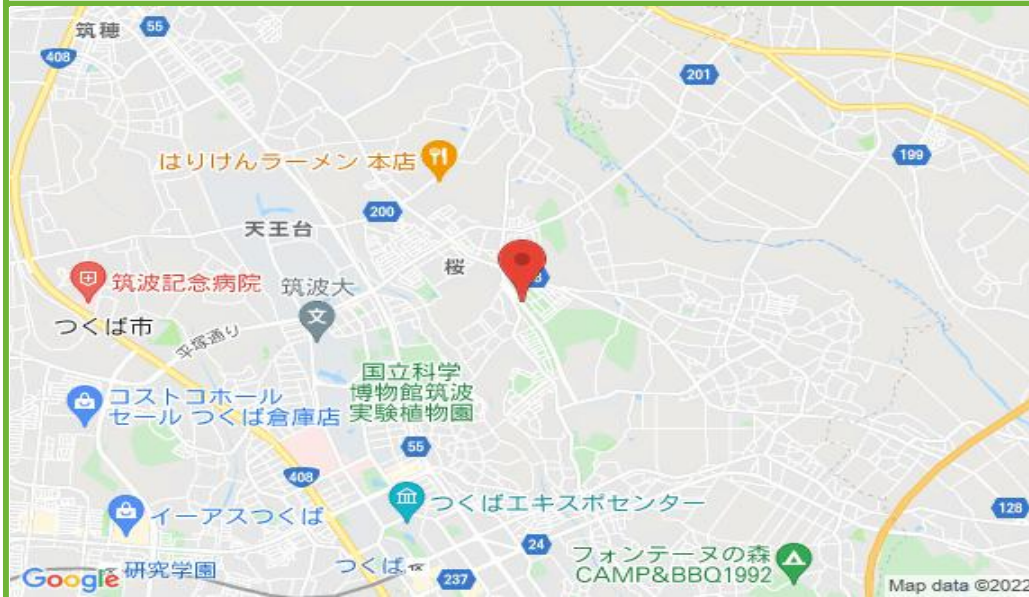 筑穂
55
408
201
はりけんラーメン 本店
199
200
天王台
桜
筑波記念病院
筑波大
つくば市
平塚通り
国立科学
博物館筑波
実験植物園
コストコホール
セール つくば倉庫店
55
408
つくばエキスポセンター
128
イーアスつくば
24
フォンテーヌの森
CAMP&BBQ1992
研究学園
つくば
237
Google
Map data ©2022